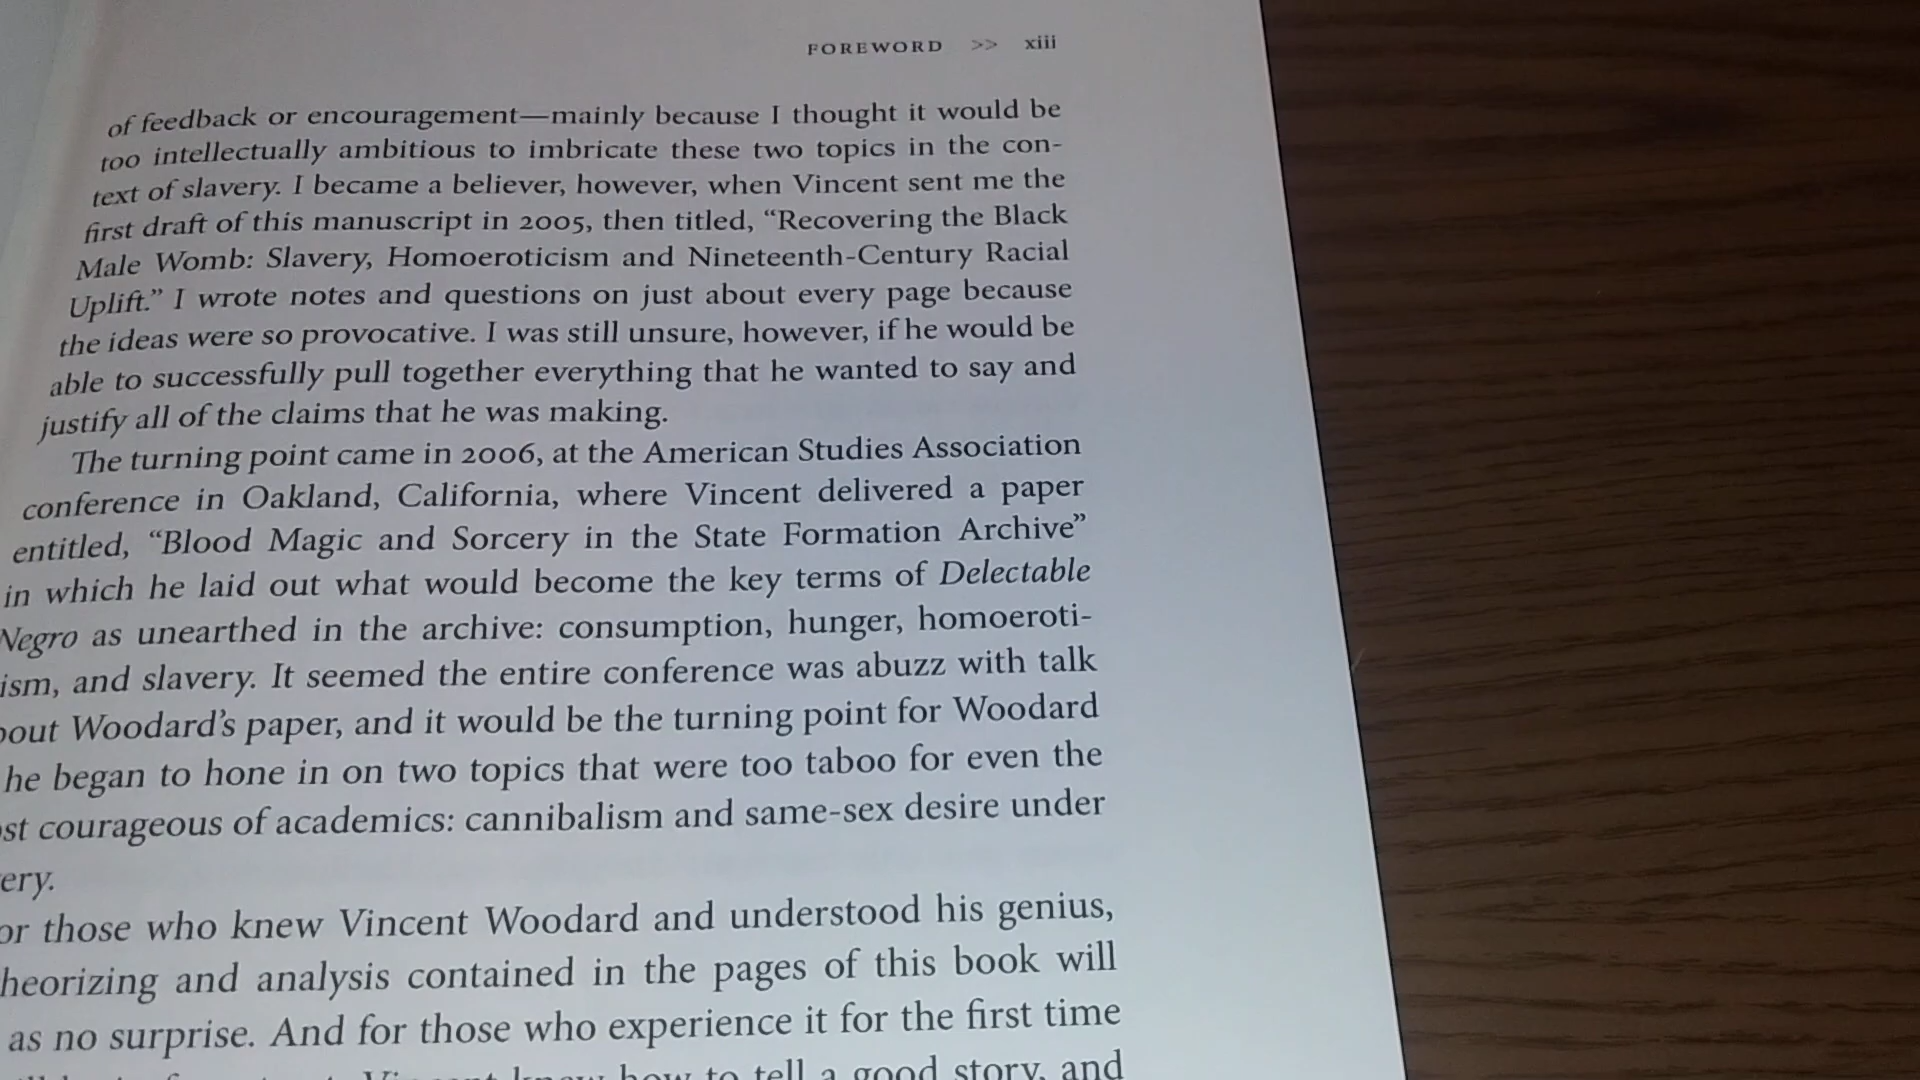 FOREWORD >> xiii
of feedback or encouragement—mainly because I thought it would be
too intellectually ambitious to imbricate these two topics in the con-
text of slavery. I became a believer, however, when Vincent sent me the
first draft of this manuscript in 2005, then titled, “Recovering the Black
Male Womb: Slavery, Homoeroticism and Nineteenth-Century Racial
Uplift.” I wrote notes and questions on just about every page because
the ideas were so provocative. I was still unsure, however, if he would be
able to successfully pull together everything that he wanted to say and
justify all of the claims that he was making.
The turning point came in 2006, at the American Studies Association
conference in Oakland, California, where Vincent delivered a paper
entitled, “Blood Magic and Sorcery in the State Formation Archive”
in which he laid out what would become the key terms of Delectable
Negro as unearthed in the archive: consumption, hunger, homoeroti-
ism, and slavery. It seemed the entire conference was abuzz with talk
bout Woodard’s paper, and it would be the turning point for Woodard
he began to hone in on two topics that were too taboo for even the
st courageous of academics: cannibalism and same-sex desire under
ery.
or those who knew Vincent Woodard and understood his genius,
heorizing and analysis contained in the pages of this book will
as no surprise. And for those who experience it for the first time
how to tell a good story, and